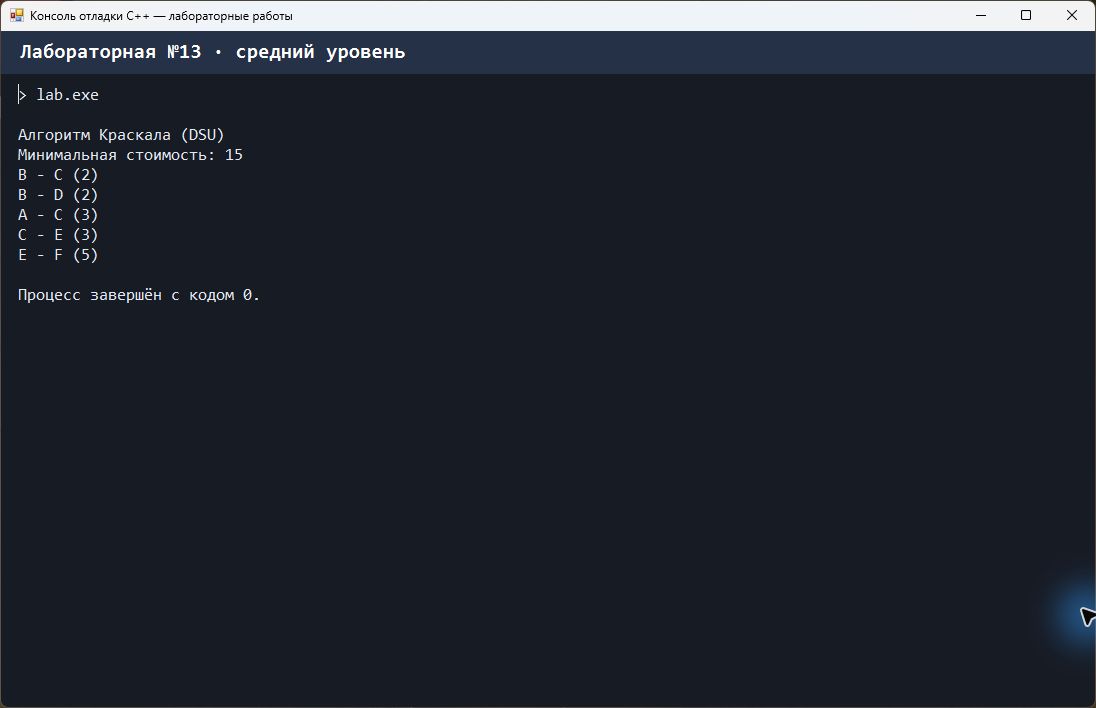 Консоль отладки C++ — лабораторные работы
Лабораторная №13 · средний уровень
> lab.exe
Алгоритм Краскала (DSU)
Минимальная стоимость: 15
B - C (2)
B - D (2)
A - C (3)
C - E (3)
E - F (5)
Процесс завершён с кодом 0.